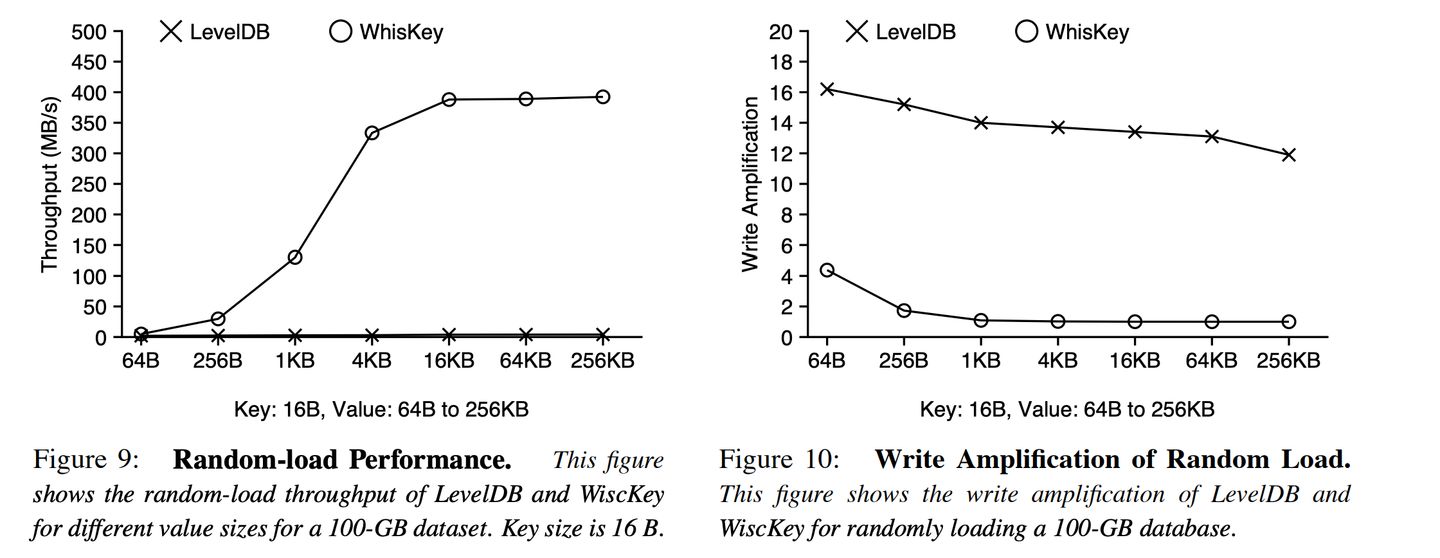 LevelDB WhisKey
Throughput (MB/s)
500
450
400
350
300
250
200
150
100
50
0
64B 256B 1KB 4KB 16KB 64KB 256KB
Key: 16B, Value: 64B to 256KB
Figure 9: Random-load Performance. This figure
shows the random-load throughput of LevelDB and WiscKey
for different value sizes for a 100-GB dataset. Key size is 16 B.
LevelDB WhisKey
Write Amplification
20
18
16
14
12
10
8
6
4
2
0
64B 256B 1KB 4KB 16KB 64KB 256KB
Key: 16B, Value: 64B to 256KB
Figure 10: Write Amplification of Random Load.
This figure shows the write amplification of LevelDB and
WiscKey for randomly loading a 100-GB database.